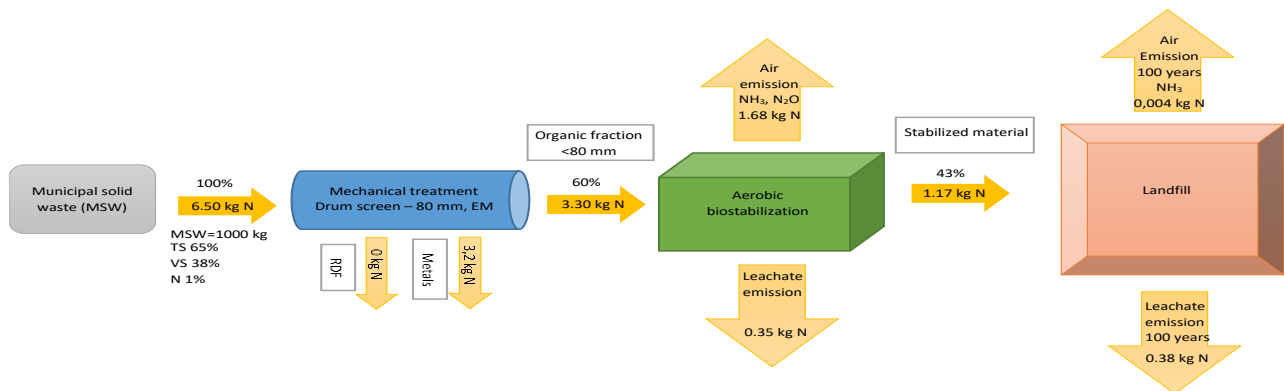 Municipal solid
waste (MSW)
100%
6.50 kg N
MSW=1000 kg
TS 65%
VS 38%
N 1%
Mechanical treatment
Drum screen – 80 mm, EM
RDF
0 kg N
Metals
3,2 kg N
Organic fraction
<80 mm
60%
3.30 kg N
Air
emission
NH₃, N₂O
1.68 kg N
Aerobic
biostabilization
Leachate
emission
0.35 kg N
Stabilized material
43%
1.17 kg N
Air
Emission
100 years
NH₃
0,004 kg N
Landfill
Leachate
emission
100 years
0.38 kg N